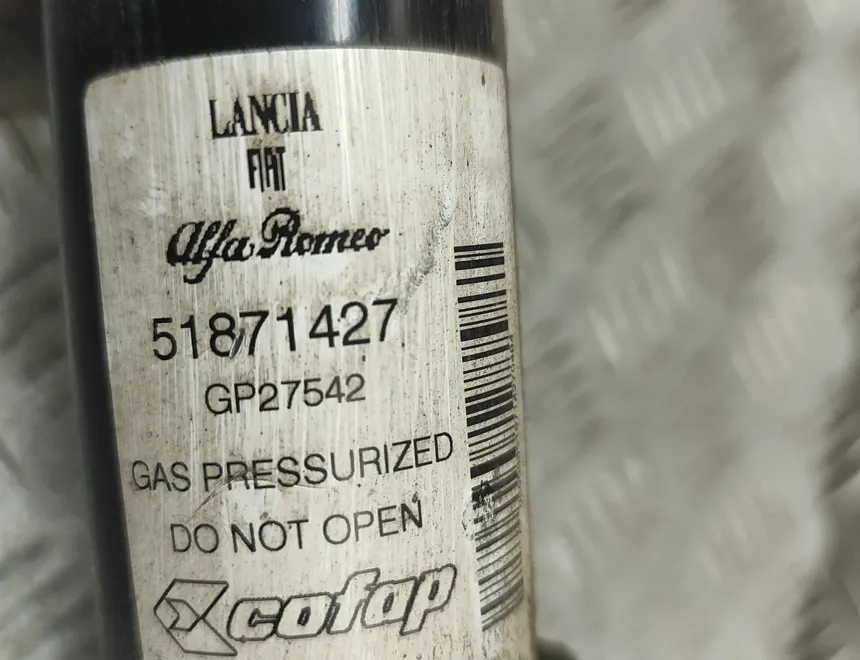 LANCIA
FIAT
Alfa Romeo
51871427
GP27542
GAS PRESSURIZED
DO NOT OPEN
cofap